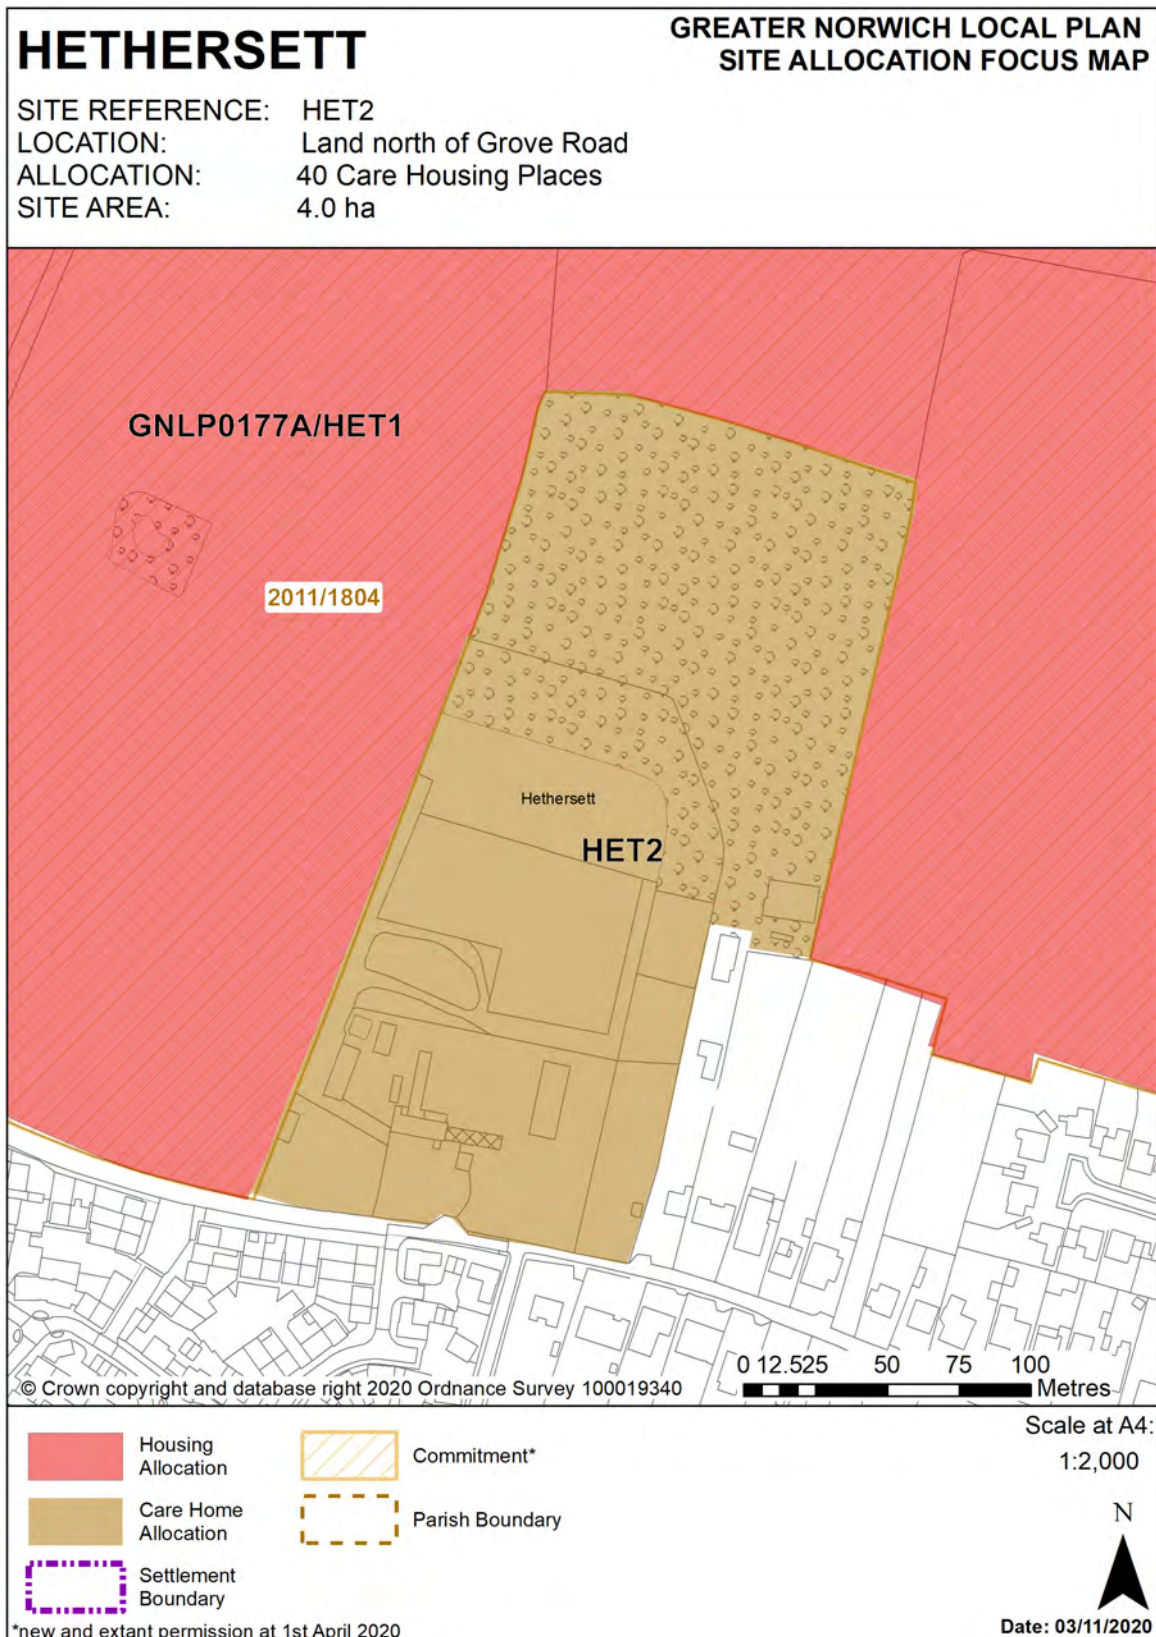 HETHERSETT
GREATER NORWICH LOCAL PLAN
SITE ALLOCATION FOCUS MAP
SITE REFERENCE: HET2
LOCATION: Land north of Grove Road
ALLOCATION: 40 Care Housing Places
SITE AREA: 4.0 ha
GNLP0177A/HET1
2011/1804
Hethersett
HET2
0 12.525 50 75 100
Metres
© Crown copyright and database right 2020 Ordnance Survey 100019340
Housing
Allocation
Commitment*
Care Home
Allocation
Parish Boundary
Settlement
Boundary
*new and extant permission at 1st April 2020
Scale at A4:
1:2,000
N
Date: 03/11/2020